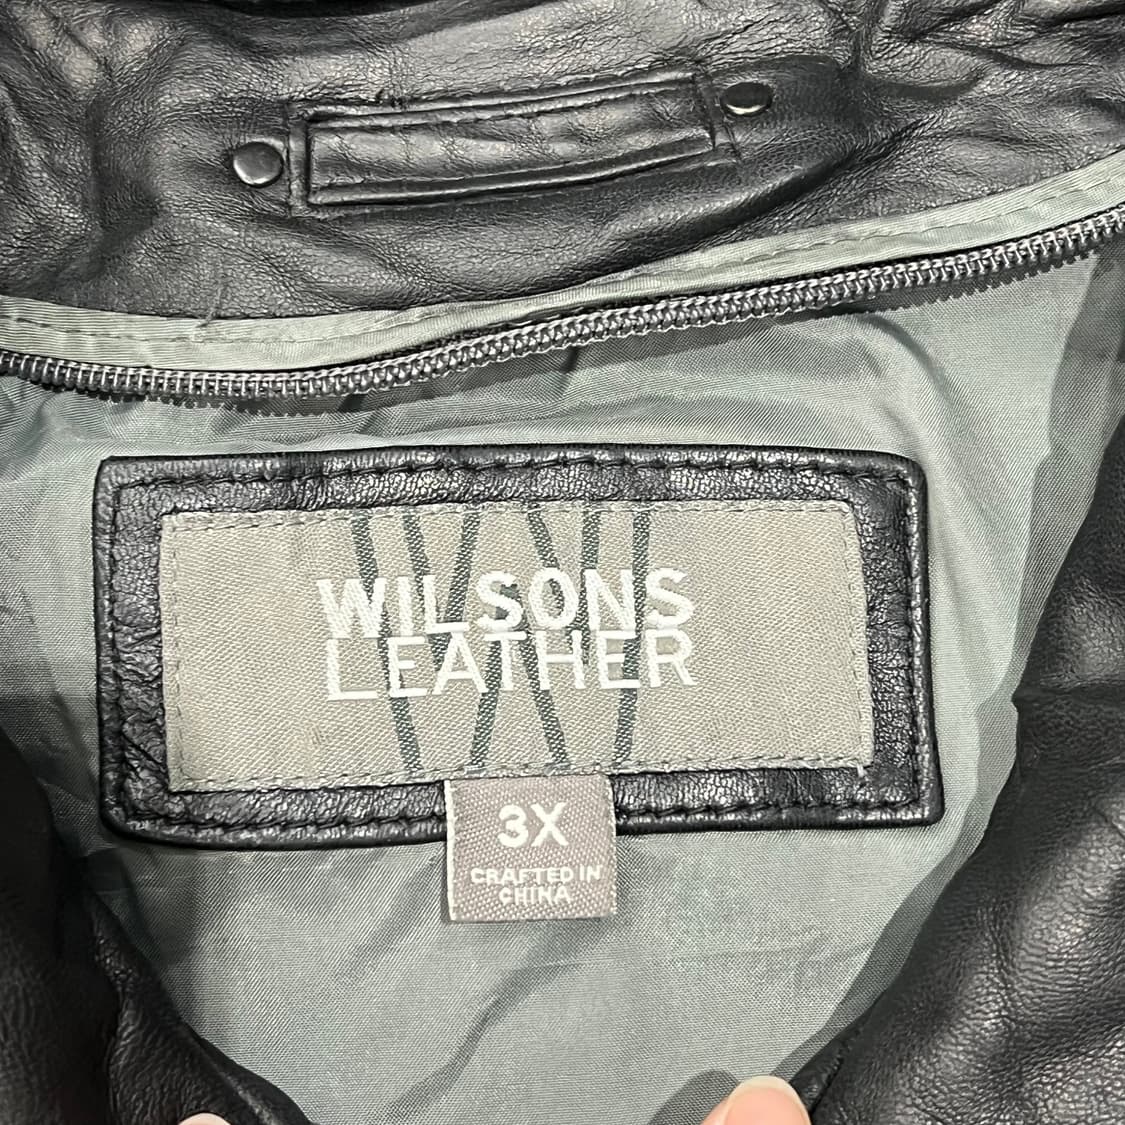 WILSONS
LEATHER
3X
CRAFTED IN
CHINA